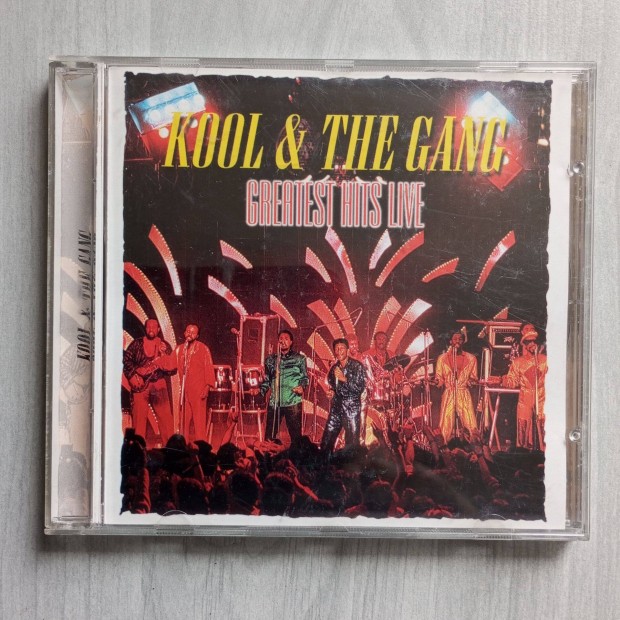 KOOL & THE GANG
GREATEST HITS LIVE
KOOL & THE GANG